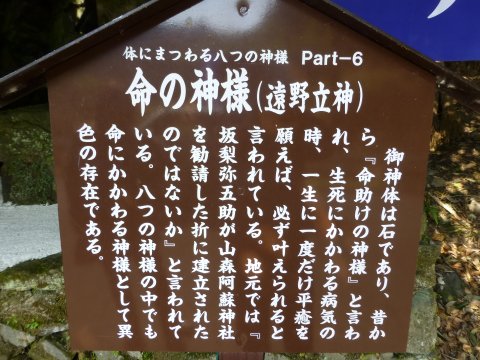 体にまつわる八つの神様 Part-6
命の神様(遠野立神)
御神体は石であり、昔か
ら『命助けの神様』と言わ
れ、生死にかかわる病気の
時、一生に一度だけ平癒を
願えば、必ず叶えられると
言われている。地元では『
坂梨弥五助が山森阿蘇神社
を勧請した折に建立された
のではないか』と言われて
いる。八つの神様の中でも
命にかかわる神様として異
色の存在である。